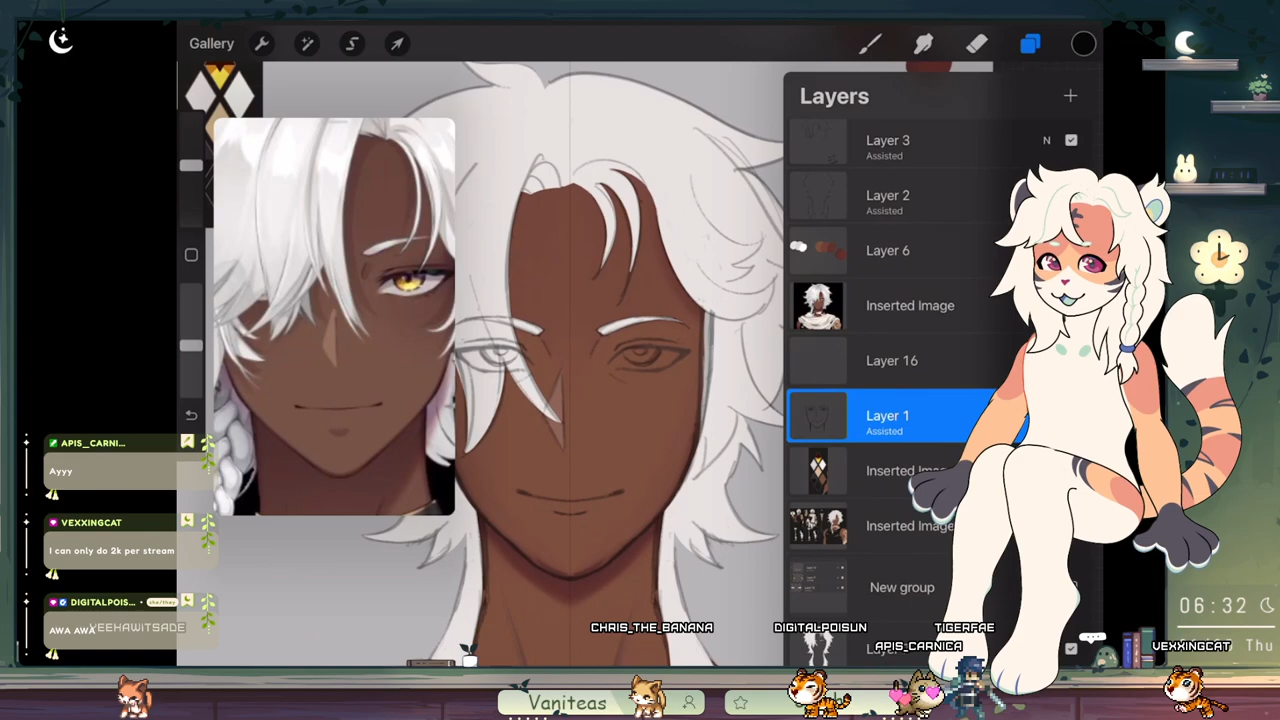 Gallery
Layers
Layer 3
Assisted
N
Layer 2
Assisted
Layer 6
Inserted Image
Layer 16
Layer 1
Assisted
Inserted
Inserted Image
New group
APIS_CARNI...
Ayyy
VEXXINGCAT
I can only do 2k per stream
DIGITALPOIS...
she/they
AWA AWA
YEEHAWITSADE
CHRIS_THE_BANANA
DIGITALPOISUN
TIGERFAE
APIS_CARNICA
VEXXINGCAT
06:32
Thu
Vaniteas